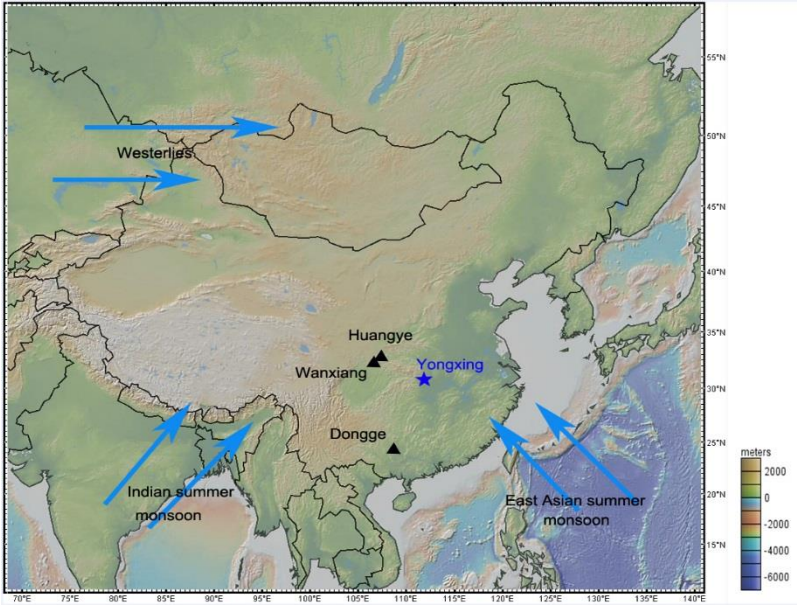 55°N
Westerlies
50°N
45°N
40°N
Huangye
35°N
Wanxiang
Yongxing
30°N
Dongge
25°N
meters
2000
0
-2000
-4000
-6000
Indian summer
monsoon
East Asian summer
monsoon
20°N
15°N
70°E 75°E 80°E 85°E 90°E 95°E 100°E 105°E 110°E 115°E 120°E 125°E 130°E 135°E 140°E